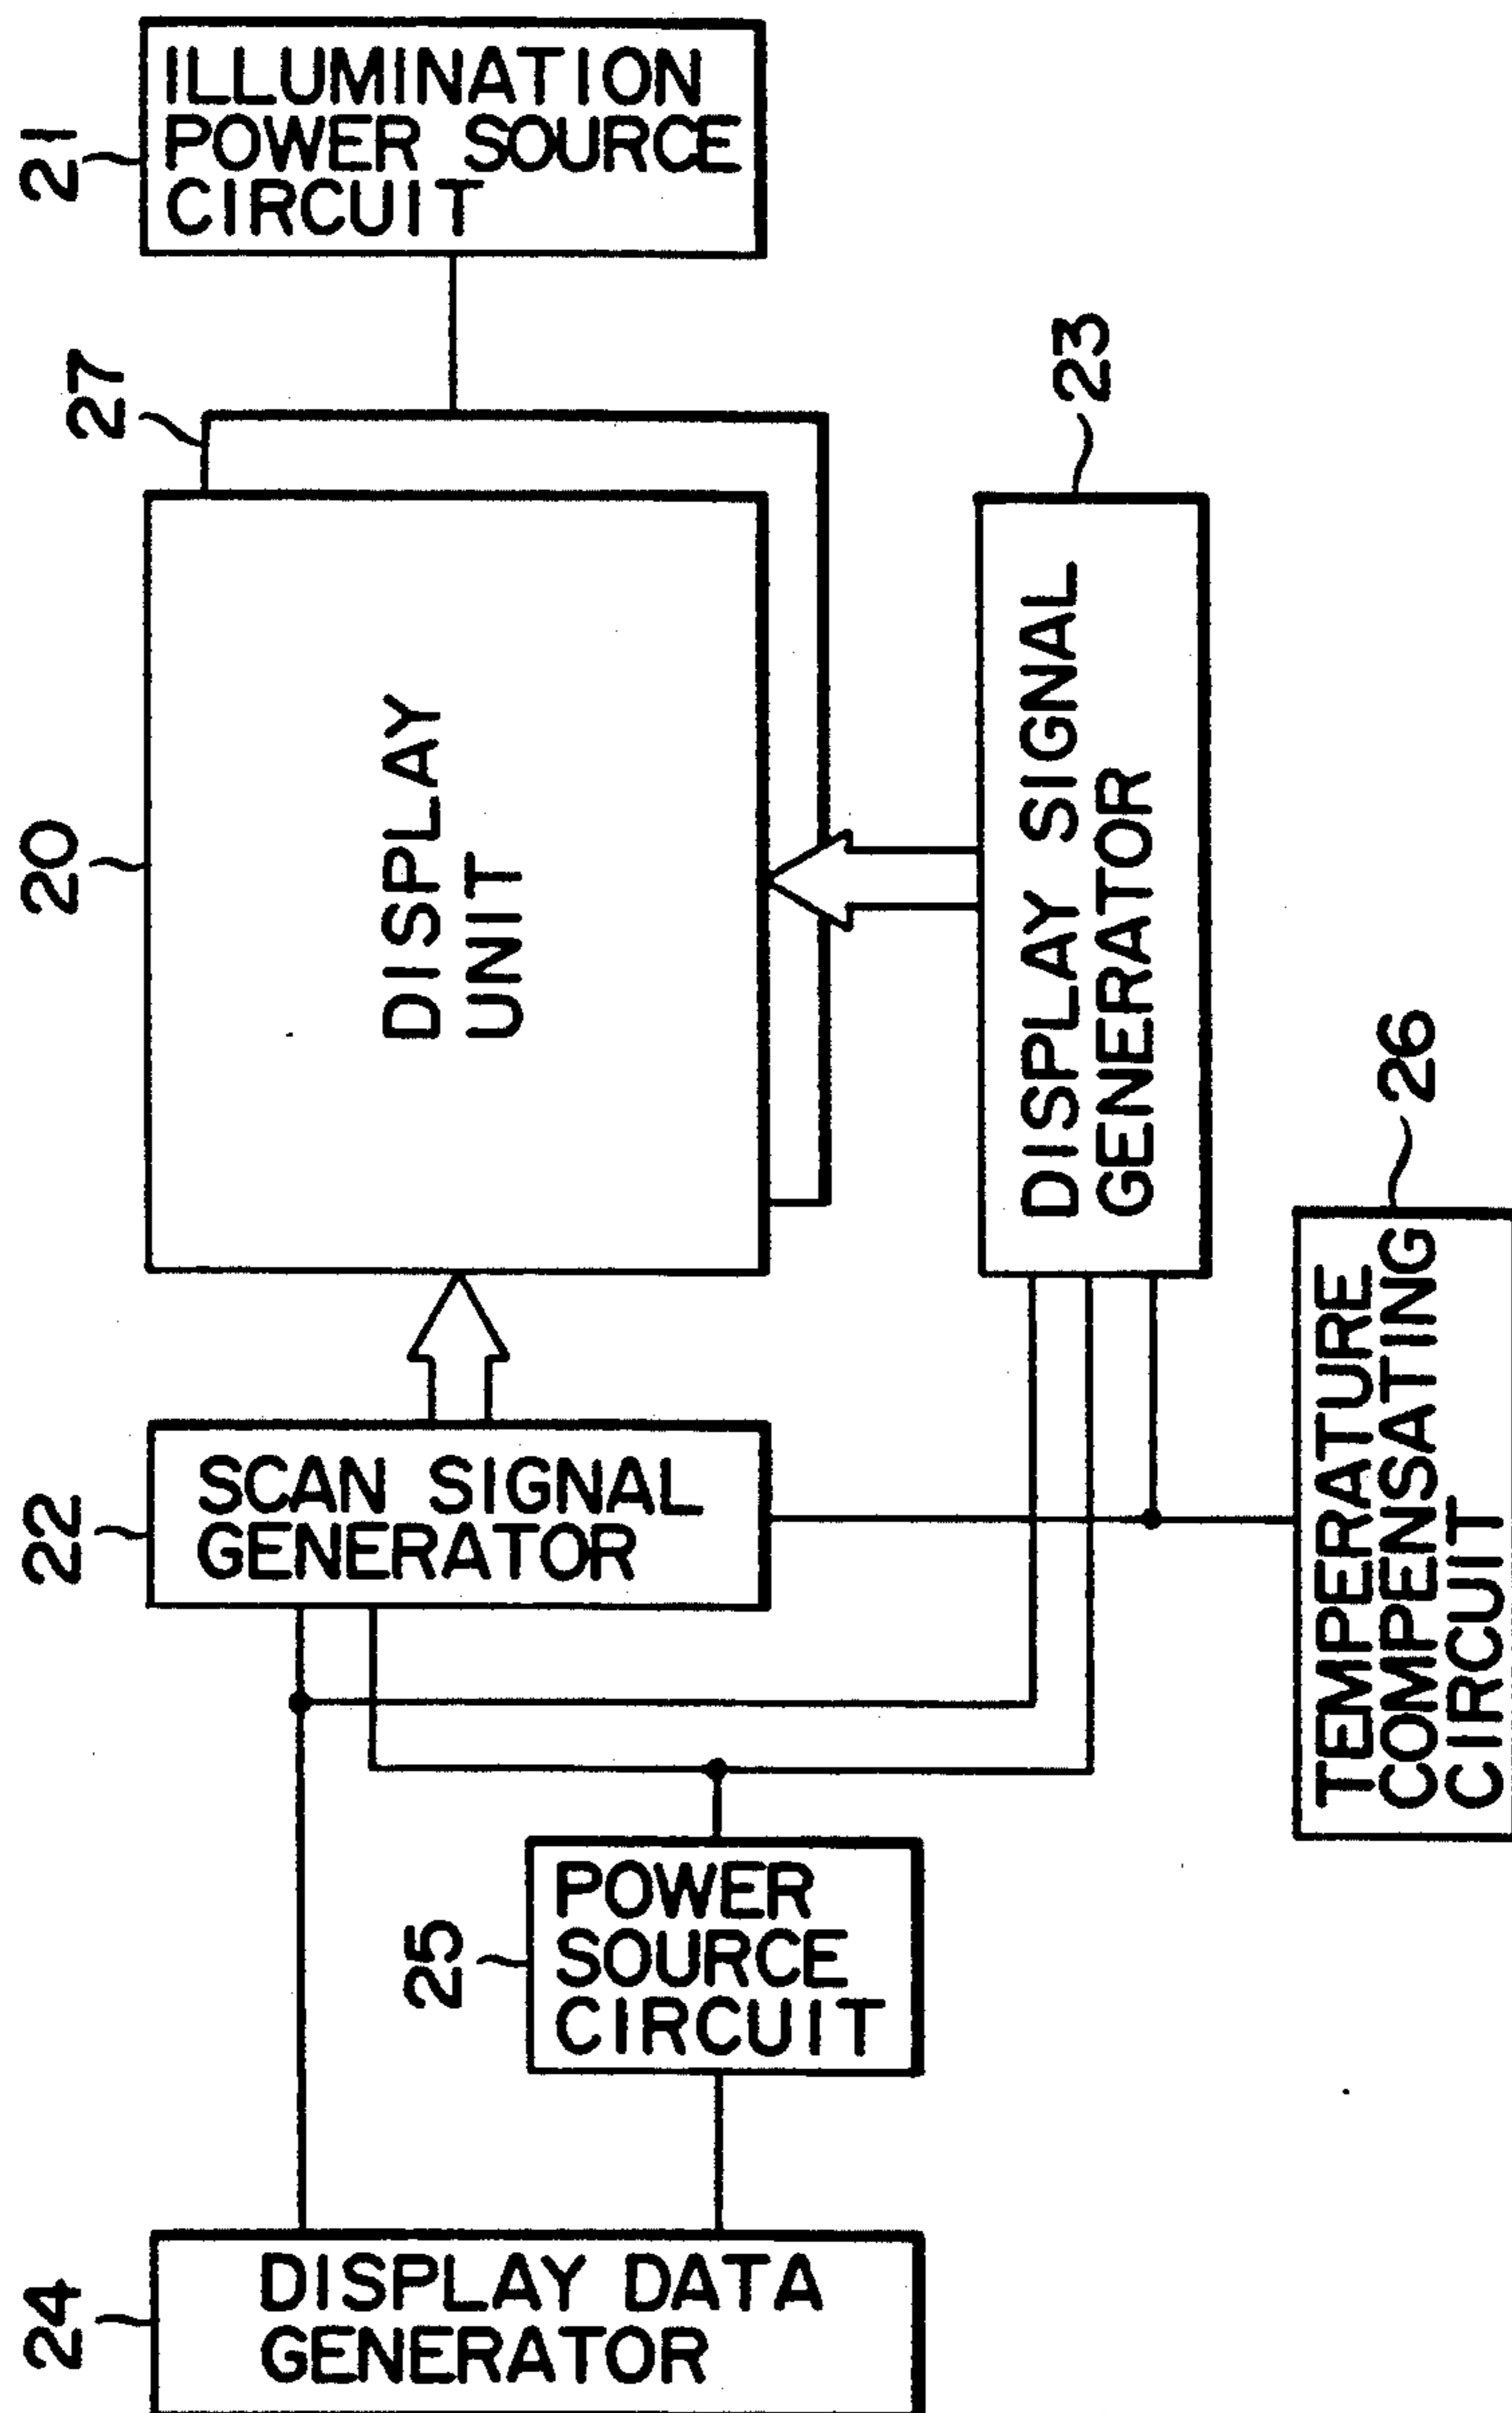 21
ILLUMINATION
POWER SOURCE
CIRCUIT
27
20
DISPLAY
UNIT
23
DISPLAY SIGNAL
GENERATOR
22
SCAN SIGNAL
GENERATOR
26
TEMPERATURE
COMPENSATING
CIRCUIT
25
POWER
SOURCE
CIRCUIT
24
DISPLAY DATA
GENERATOR